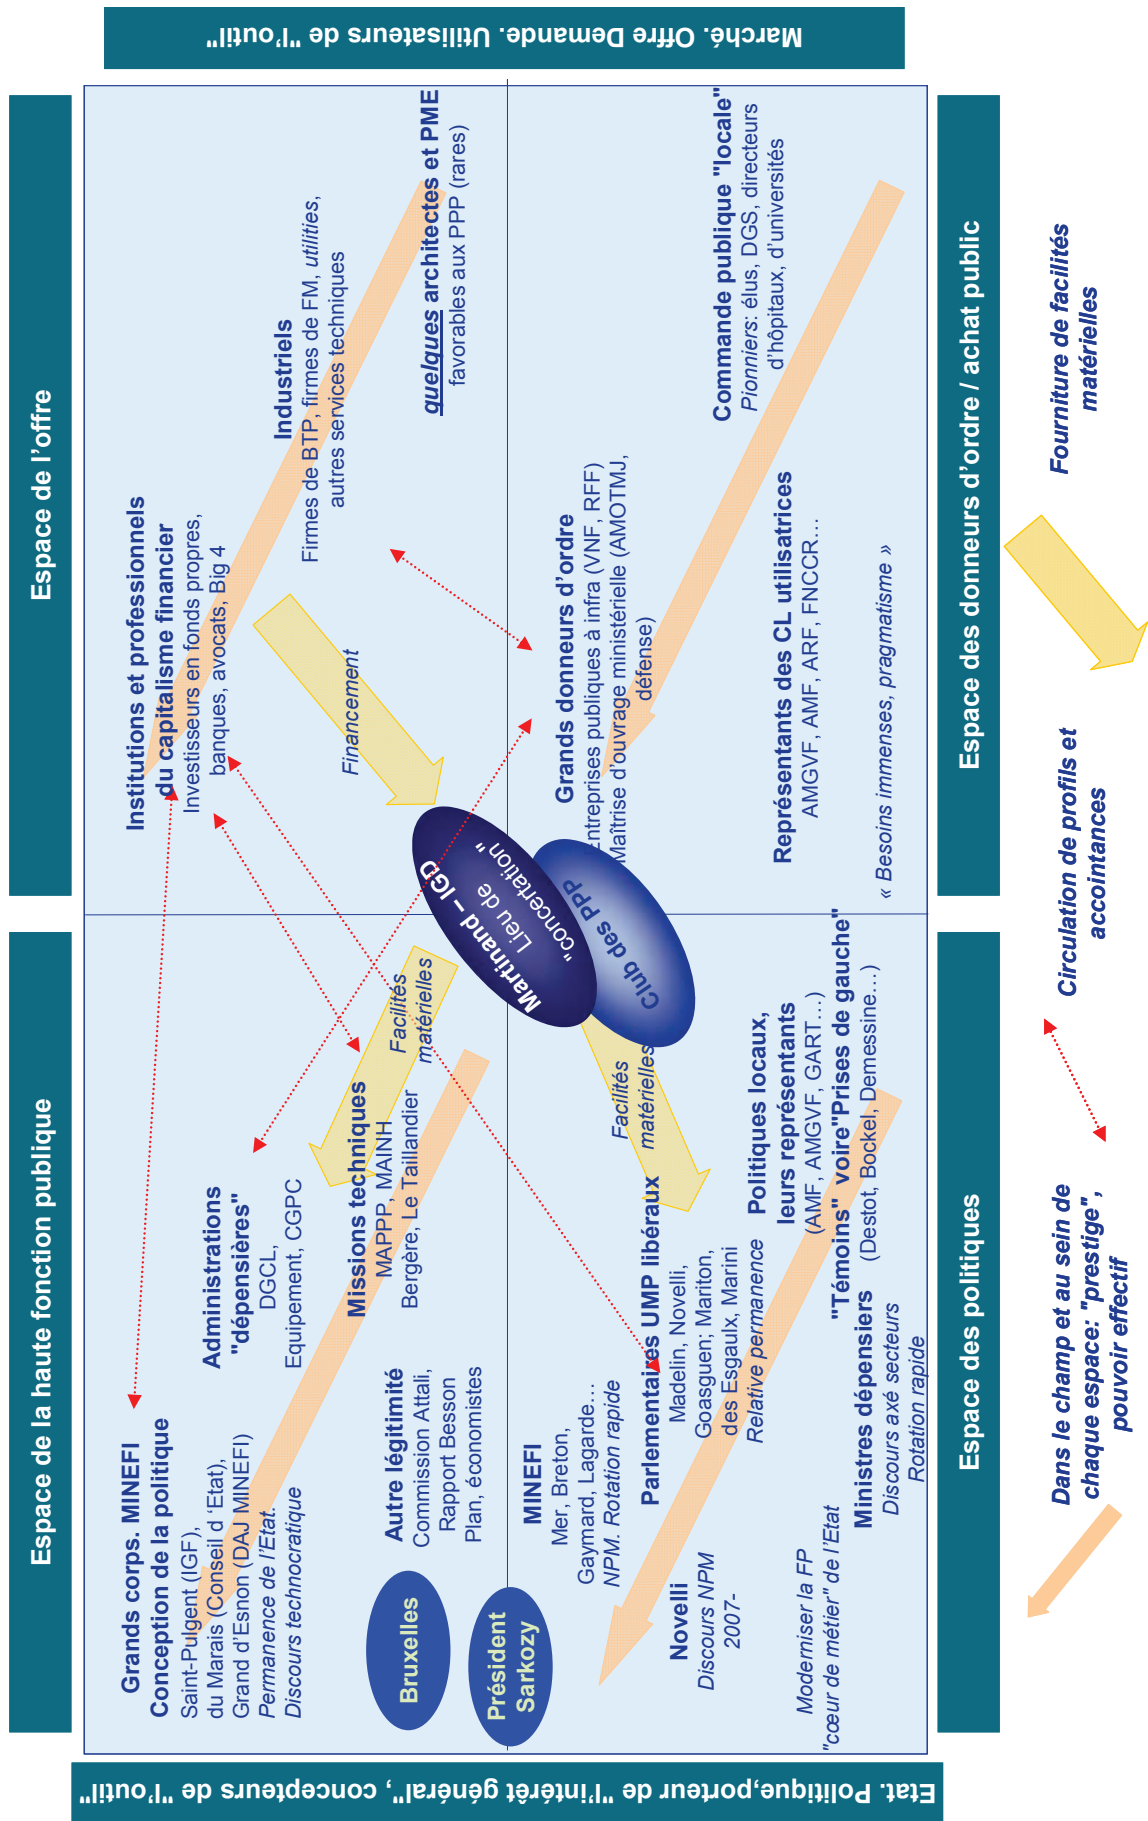 Espace de la haute fonction publique
Espace de l'offre
Etat. Politique,porteur de "l'intérêt général", concepteurs de "l'outil"
Marché. Offre Demande. Utilisateurs de "l'outil"
Grands corps. MINEFI
Conception de la politique
Saint-Pulgent (IGF),
du Marais (Conseil d 'Etat),
Grand d'Esnon (DAJ MINEFI)
Permanence de l'Etat.
Discours technocratique
Administrations
"dépensières"
DGCL,
Equipement, CGPC
Missions techniques
MAPPP, MAINH
Bergère, Le Taillandier
Autre légitimité
Commission Attali,
Rapport Besson
Plan, économistes
Bruxelles
Président
Sarkozy
Facilités
matérielles
Institutions et professionnels
du capitalisme financier
Investisseurs en fonds propres,
banques, avocats, Big 4
Industriels
Firmes de BTP, firmes de FM, utilities,
autres services techniques
quelques architectes et PME
favorables aux PPP (rares)
Financement
Martinand – IGD
Lieu de
"concertation"
Club des PPP
MINEFI
Mer, Breton,
Gaymard, Lagarde…
NPM. Rotation rapide
Parlementaires UMP libéraux
Madelin, Novelli,
Goasguen; Mariton,
des Esgaulx, Marini
Relative permanence
Novelli
Discours NPM
2007-
Moderniser la FP
"cœur de métier" de l'Etat
Ministres dépensiers
Discours axé secteurs
Rotation rapide
Facilités
matérielles
Politiques locaux,
leurs représentants
(AMF, AMGVF, GART…)
"Témoins" voire"Prises de gauche"
(Destot, Bockel, Demessine…)
Grands donneurs d'ordre
Entreprises publiques à infra (VNF, RFF)
Maîtrise d'ouvrage ministérielle (AMOTMJ,
défense)
Commande publique "locale"
Pionniers: élus, DGS, directeurs
d'hôpitaux, d'universités
Représentants des CL utilisatrices
AMGVF, AMF, ARF, FNCCR…
« Besoins immenses, pragmatisme »
Espace des politiques
Espace des donneurs d'ordre / achat public
Dans le champ et au sein de
chaque espace: "prestige",
pouvoir effectif
Circulation de profils et
accointances
Fourniture de facilités
matérielles